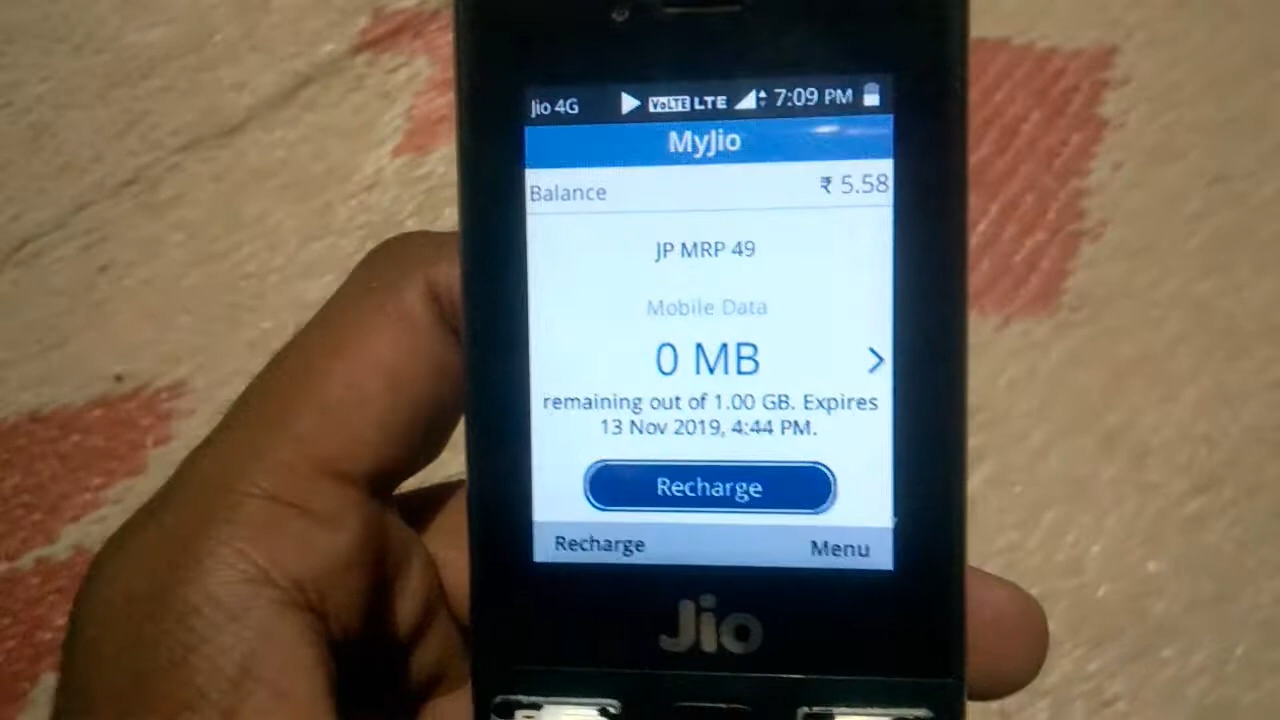 Jio 4G VoLTE LTE 7:09 PM
MyJio
Balance ₹ 5.58
JP MRP 49
Mobile Data
0 MB
remaining out of 1.00 GB. Expires
13 Nov 2019, 4:44 PM.
Recharge
Recharge Menu
Jio